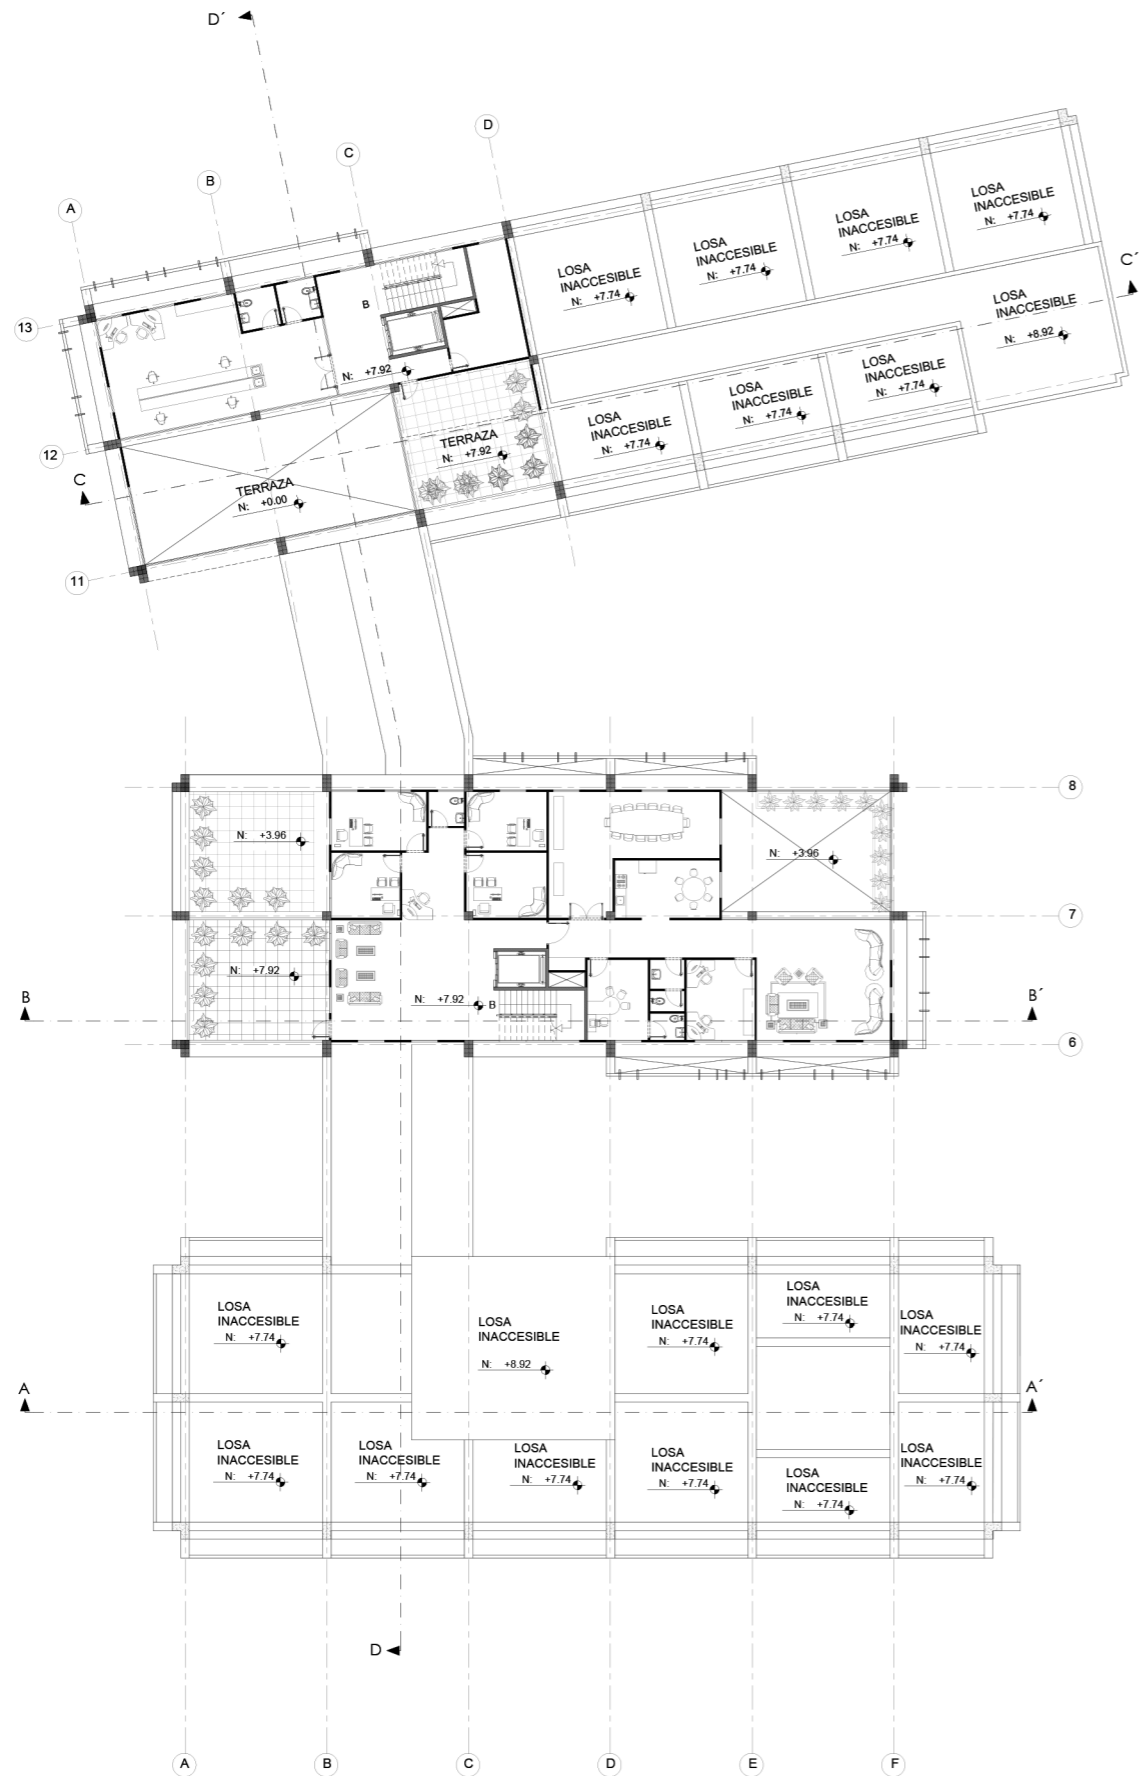 D´
D
C
B
A
LOSA
INACCESIBLE
N: +7.74
LOSA
INACCESIBLE
N: +7.74
LOSA
INACCESIBLE
N: +7.74
LOSA
INACCESIBLE
N: +7.74
C´
LOSA
INACCESIBLE
N: +8.92
13
B
N: +7.92
LOSA
INACCESIBLE
N: +7.74
LOSA
INACCESIBLE
N: +7.74
LOSA
INACCESIBLE
N: +7.74
TERRAZA
N: +7.92
12
C
TERRAZA
N: +0.00
11
8
N: +3.96
N: +3.96
7
N: +7.92
N: +7.92
B
B
B´
6
LOSA
INACCESIBLE
N: +7.74
LOSA
INACCESIBLE
N: +8.92
LOSA
INACCESIBLE
N: +7.74
LOSA
INACCESIBLE
N: +7.74
LOSA
INACCESIBLE
N: +7.74
A
A´
LOSA
INACCESIBLE
N: +7.74
LOSA
INACCESIBLE
N: +7.74
LOSA
INACCESIBLE
N: +7.74
LOSA
INACCESIBLE
N: +7.74
LOSA
INACCESIBLE
N: +7.74
LOSA
INACCESIBLE
N: +7.74
D
A
B
C
D
E
F